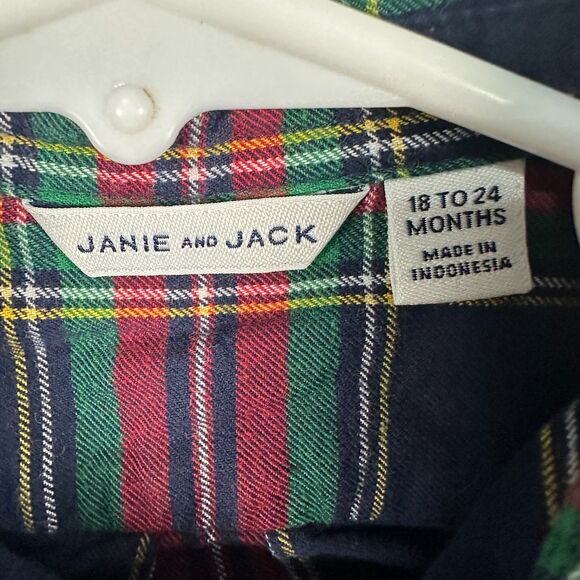 JANIE AND JACK
18 TO 24
MONTHS
MADE IN
INDONESIA